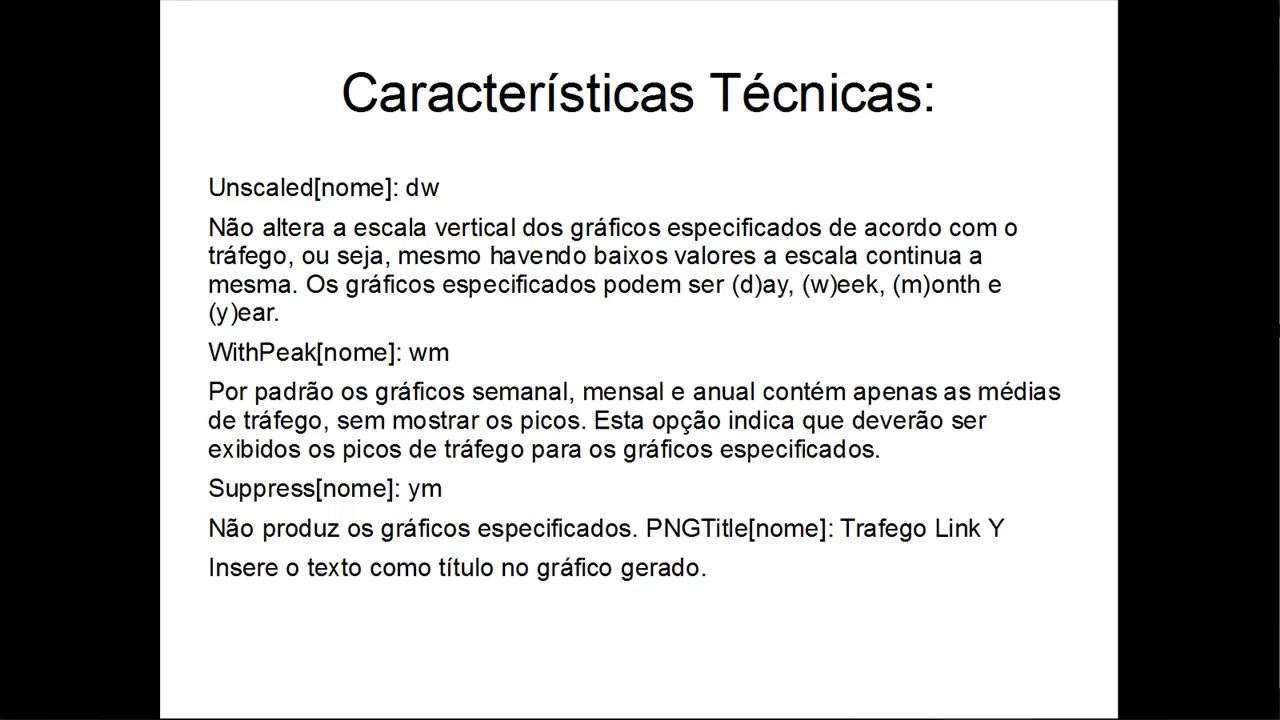 Características Técnicas:
Unscaled[nome]: dw
Não altera a escala vertical dos gráficos especificados de acordo com o
tráfego, ou seja, mesmo havendo baixos valores a escala continua a
mesma. Os gráficos especificados podem ser (d)ay, (w)eek, (m)onth e
(y)ear.
WithPeak[nome]: wm
Por padrão os gráficos semanal, mensal e anual contém apenas as médias
de tráfego, sem mostrar os picos. Esta opção indica que deverão ser
exibidos os picos de tráfego para os gráficos especificados.
Suppress[nome]: ym
Não produz os gráficos especificados. PNGTitle[nome]: Trafego Link Y
Insere o texto como título no gráfico gerado.